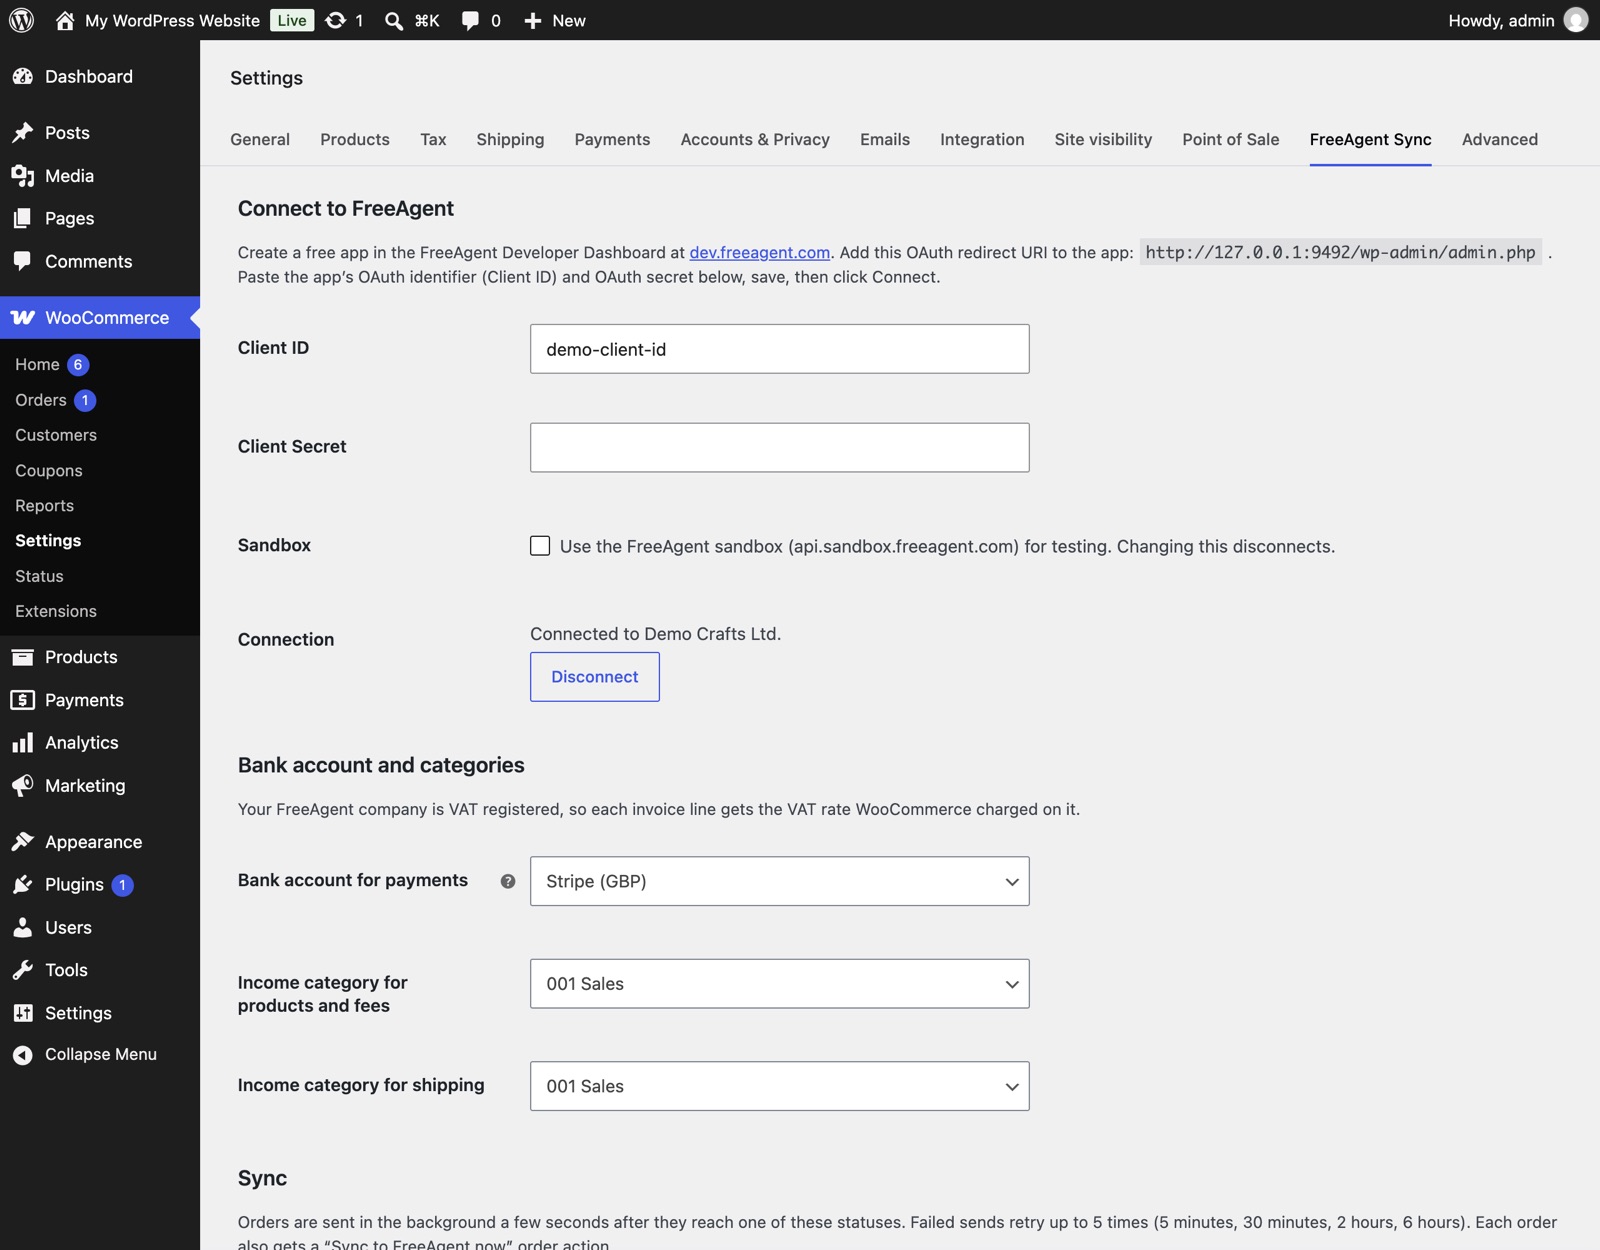 My WordPress Website Live 1 ⌘K 0 New Howdy, admin
Dashboard
Posts
Media
Pages
Comments
WooCommerce
Home 6
Orders 1
Customers
Coupons
Reports
Settings
Status
Extensions
Products
Payments
Analytics
Marketing
Appearance
Plugins 1
Users
Tools
Settings
Collapse Menu
Settings
General Products Tax Shipping Payments Accounts & Privacy Emails Integration Site visibility Point of Sale FreeAgent Sync Advanced
Connect to FreeAgent
Create a free app in the FreeAgent Developer Dashboard at dev.freeagent.com. Add this OAuth redirect URI to the app: http://127.0.0.1:9492/wp-admin/admin.php .
Paste the app’s OAuth identifier (Client ID) and OAuth secret below, save, then click Connect.
Client ID demo-client-id
Client Secret
Sandbox Use the FreeAgent sandbox (api.sandbox.freeagent.com) for testing. Changing this disconnects.
Connection Connected to Demo Crafts Ltd.
Disconnect
Bank account and categories
Your FreeAgent company is VAT registered, so each invoice line gets the VAT rate WooCommerce charged on it.
Bank account for payments ? Stripe (GBP)
Income category for
products and fees
001 Sales
Income category for shipping 001 Sales
Sync
Orders are sent in the background a few seconds after they reach one of these statuses. Failed sends retry up to 5 times (5 minutes, 30 minutes, 2 hours, 6 hours). Each order
also gets a “Sync to FreeAgent now” order action.